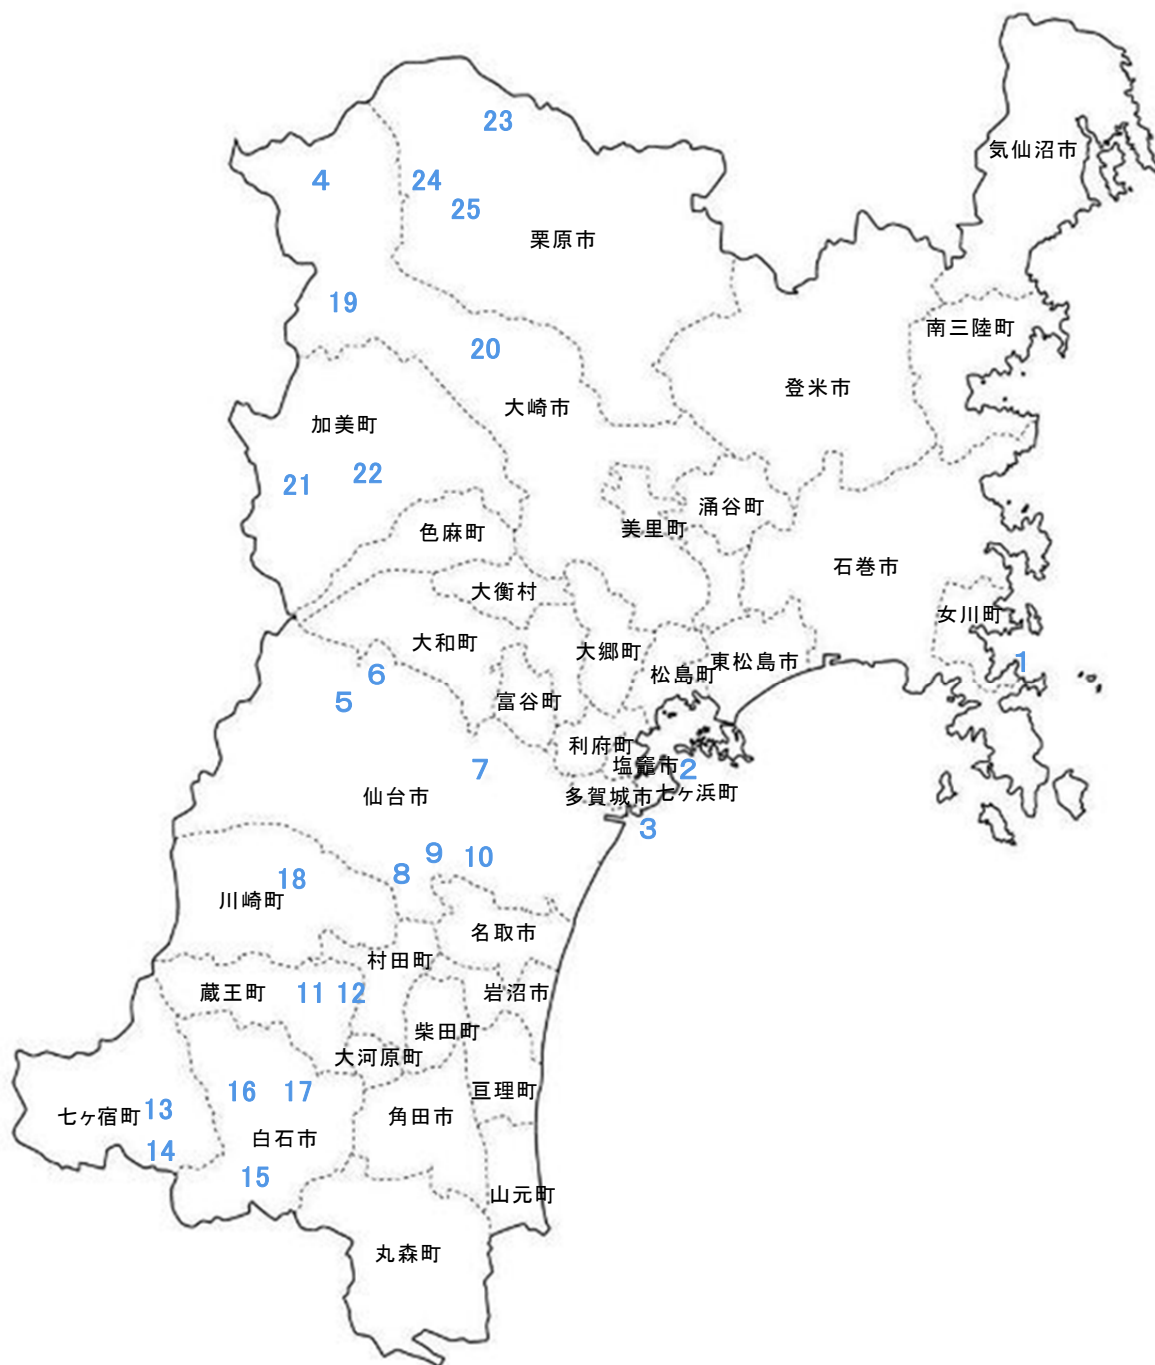 23
気仙沼市
4
24
25
栗原市
19
南三陸町
20
登米市
大崎市
加美町
22
21
涌谷町
色麻町
美里町
石巻市
大衡村
女川町
大和町
大郷町
東松島市
1
松島町
6
5
富谷町
利府町
塩竈市
2
7
仙台市
多賀城市
七ヶ浜町
3
9
10
8
18
川崎町
名取市
村田町
蔵王町
11
12
岩沼市
柴田町
大河原町
16
17
亘理町
13
七ヶ宿町
角田市
白石市
14
15
山元町
丸森町